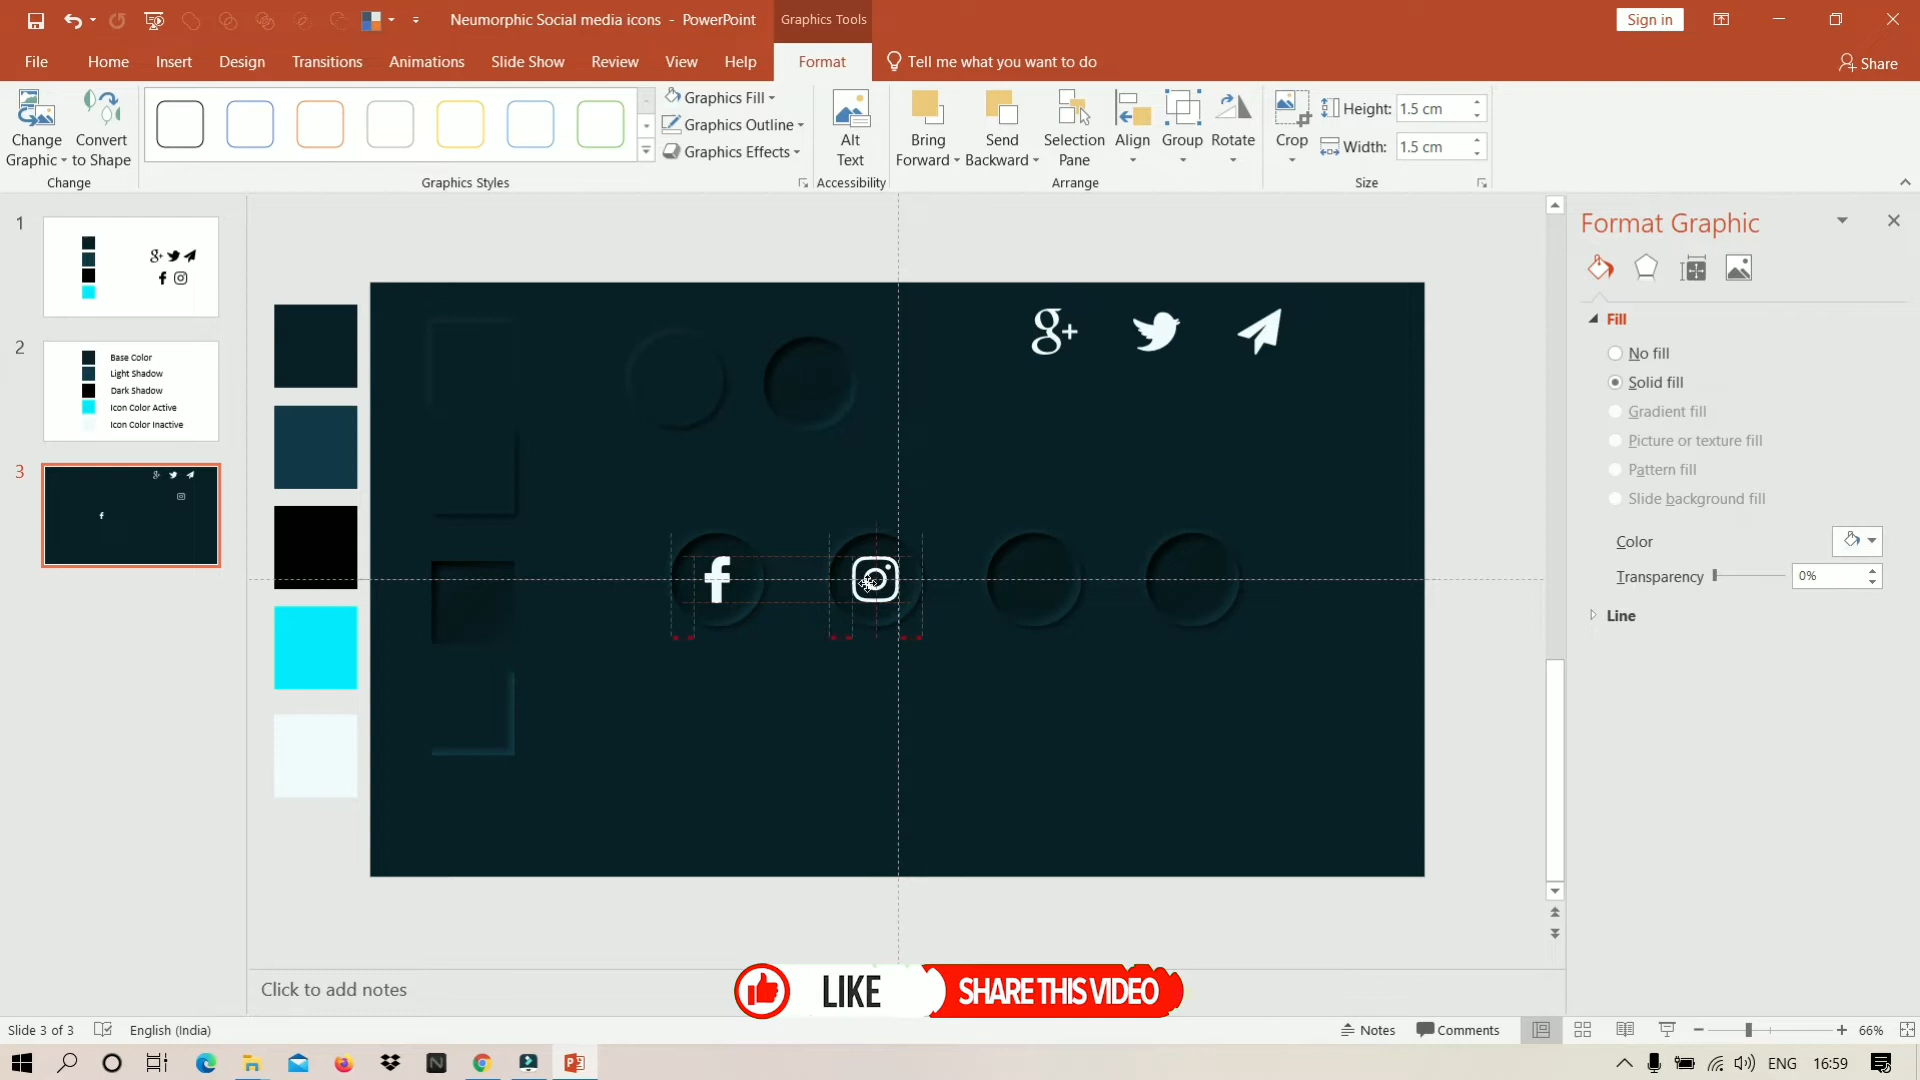 Neumorphic Social media icons - PowerPoint
Graphics Tools
Sign in
File
Home
Insert
Design
Transitions
Animations
Slide Show
Review
View
Help
Format
Tell me what you want to do
Share
Change
Graphic
Convert
to Shape
Change
Graphics Styles
Graphics Fill
Graphics Outline
Graphics Effects
Alt
Text
Accessibility
Bring
Forward
Send
Backward
Selection
Pane
Align
Group
Rotate
Arrange
Crop
Height: 1.5 cm
Width: 1.5 cm
Size
1
2
Base Color
Light Shadow
Dark Shadow
Icon Color Active
Icon Color Inactive
3
Format Graphic
Fill
No fill
Solid fill
Gradient fill
Picture or texture fill
Pattern fill
Slide background fill
Color
Transparency 0%
Line
Click to add notes
LIKE
SHARE THIS VIDEO
Slide 3 of 3
English (India)
Notes
Comments
66%
ENG
16:59